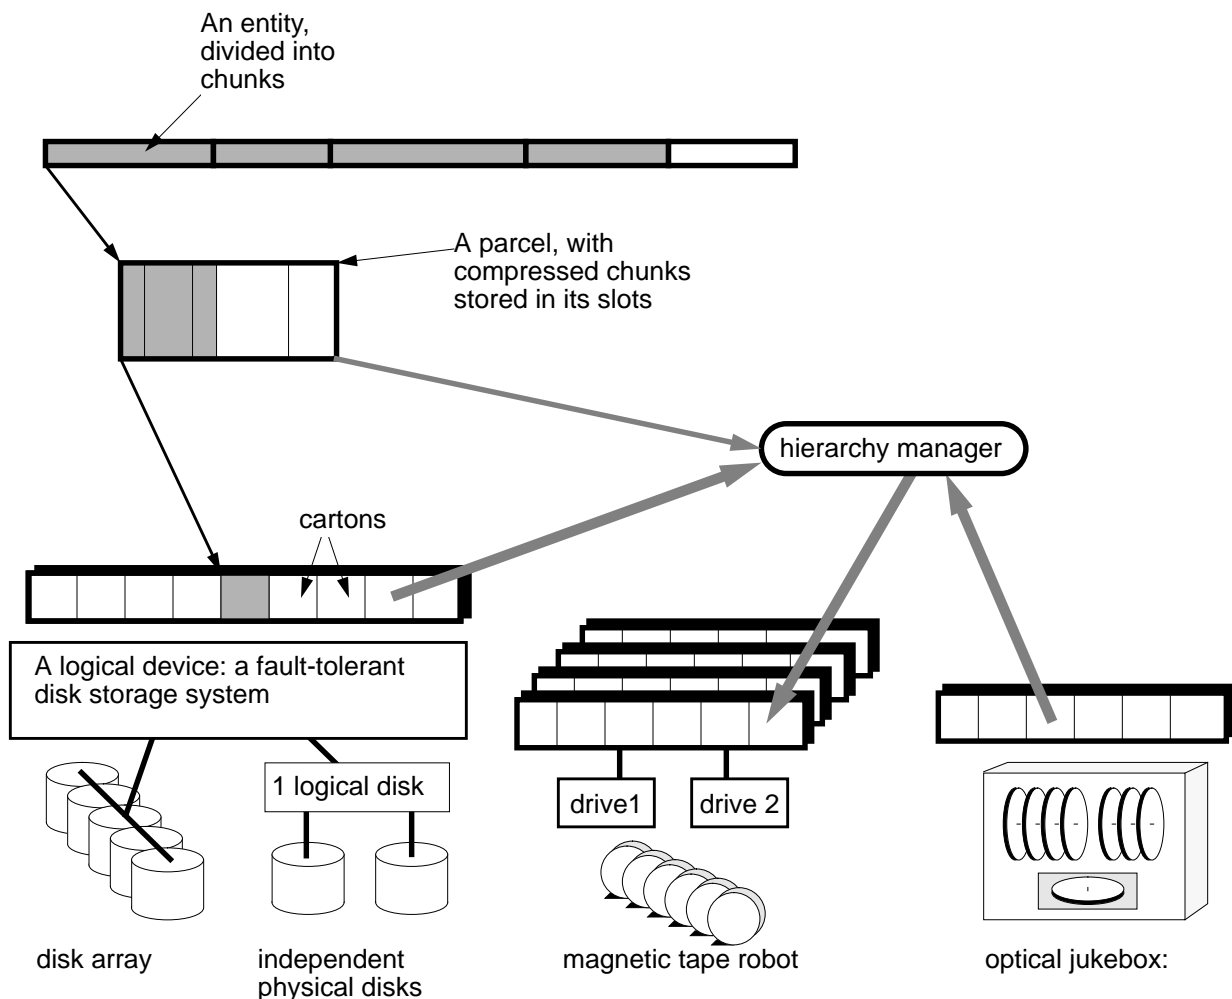 An entity,
divided into
chunks
A parcel, with
compressed chunks
stored in its slots
hierarchy manager
cartons
A logical device: a fault-tolerant
disk storage system
1 logical disk
drive1
drive 2
disk array
independent
physical disks
magnetic tape robot
optical jukebox: